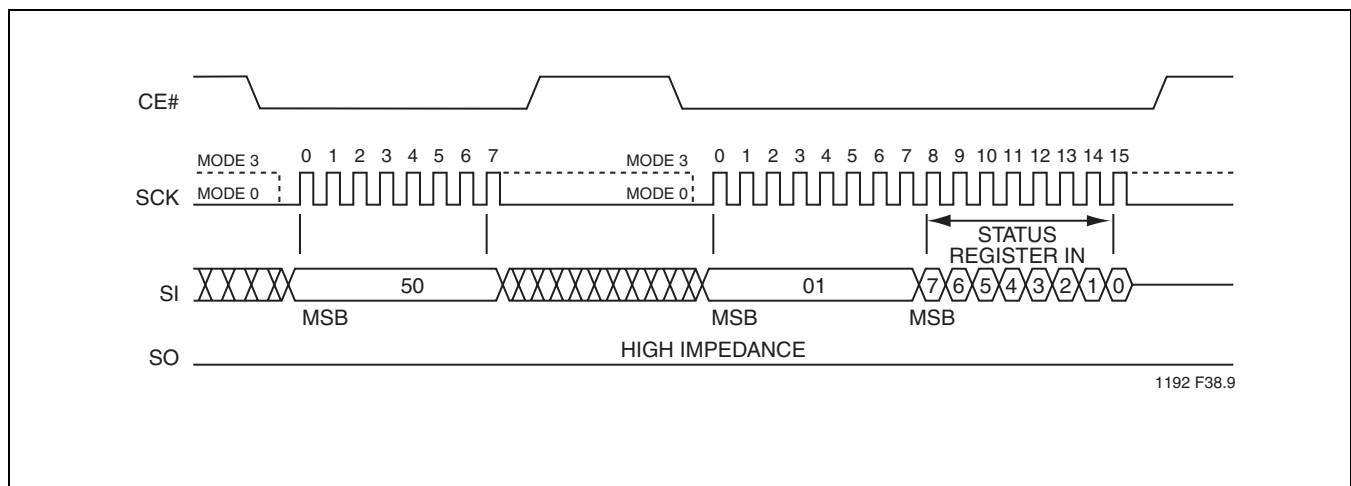 CE#
MODE 3 0 1 2 3 4 5 6 7 MODE 3 0 1 2 3 4 5 6 7 8 9 10 11 12 13 14 15
SCK MODE 0 MODE 0
STATUS
REGISTER IN
SI 50 01 7 6 5 4 3 2 1 0
MSB MSB MSB
SO HIGH IMPEDANCE
1192 F38.9